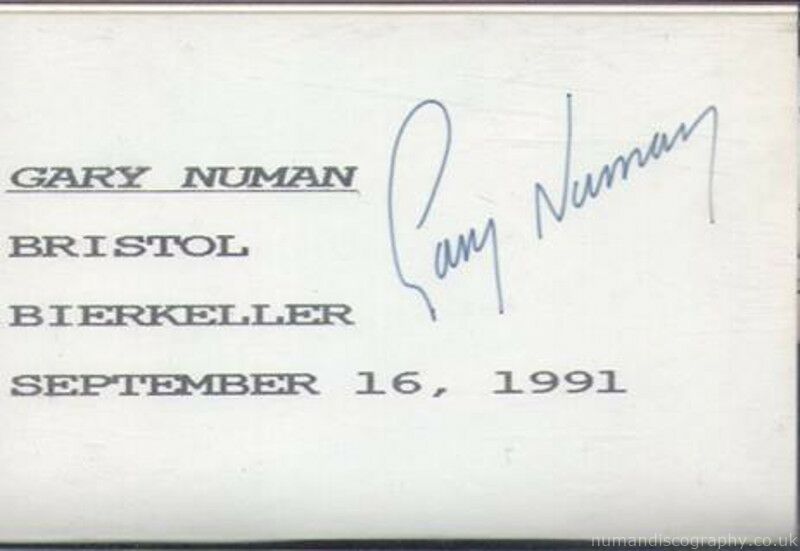 GARY NUMAN
BRISTOL
BIERKELLER
SEPTEMBER 16, 1991
Gary Numan
numandiscography.co.uk